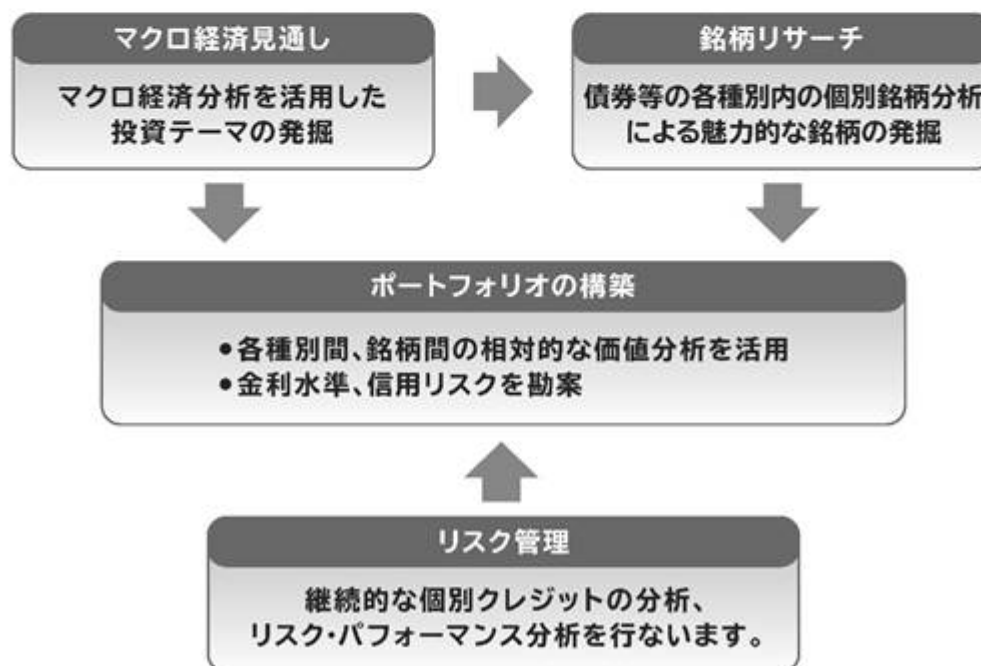 マクロ経済見通し
マクロ経済分析を活用した
投資テーマの発掘
銘柄リサーチ
債券等の各種別内の個別銘柄分析
による魅力的な銘柄の発掘
ポートフォリオの構築
●各種別間、銘柄間の相対的な価値分析を活用
●金利水準、信用リスクを勘案
リスク管理
継続的な個別クレジットの分析、
リスク・パフォーマンス分析を行ないます。